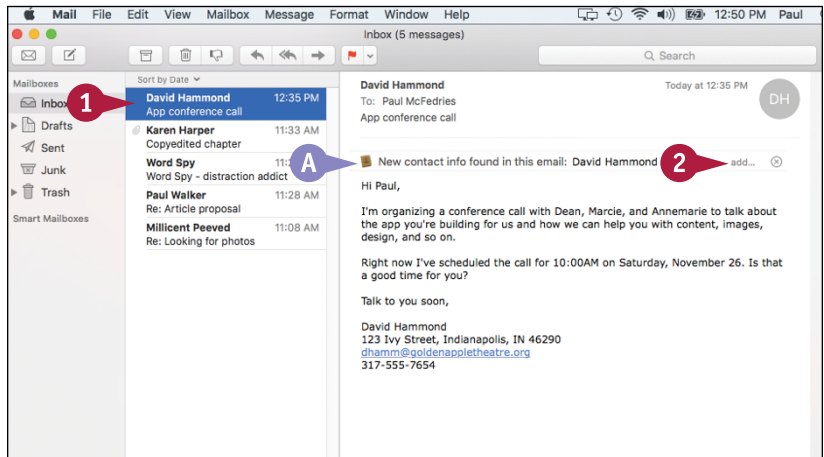 Mail File Edit View Mailbox Message Format Window Help 12:50 PM Paul
Inbox (5 messages)
Search
Mailboxes
Inbox
Drafts
Sent
Junk
Trash
Smart Mailboxes
Sort by Date
1
David Hammond 12:35 PM
App conference call
Karen Harper 11:33 AM
Copyedited chapter
Word Spy
Word Spy - distraction addict
Paul Walker 11:28 AM
Re: Article proposal
Millicent Peeved 11:08 AM
Re: Looking for photos
David Hammond Today at 12:35 PM
To: Paul McFedries
App conference call
DH
A
New contact info found in this email: David Hammond
2
add...
Hi Paul,
I'm organizing a conference call with Dean, Marcie, and Annemarie to talk about
the app you're building for us and how we can help you with content, images,
design, and so on.
Right now I've scheduled the call for 10:00AM on Saturday, November 26. Is that
a good time for you?
Talk to you soon,
David Hammond
123 Ivy Street, Indianapolis, IN 46290
dhamm@goldenappletheatre.org
317-555-7654